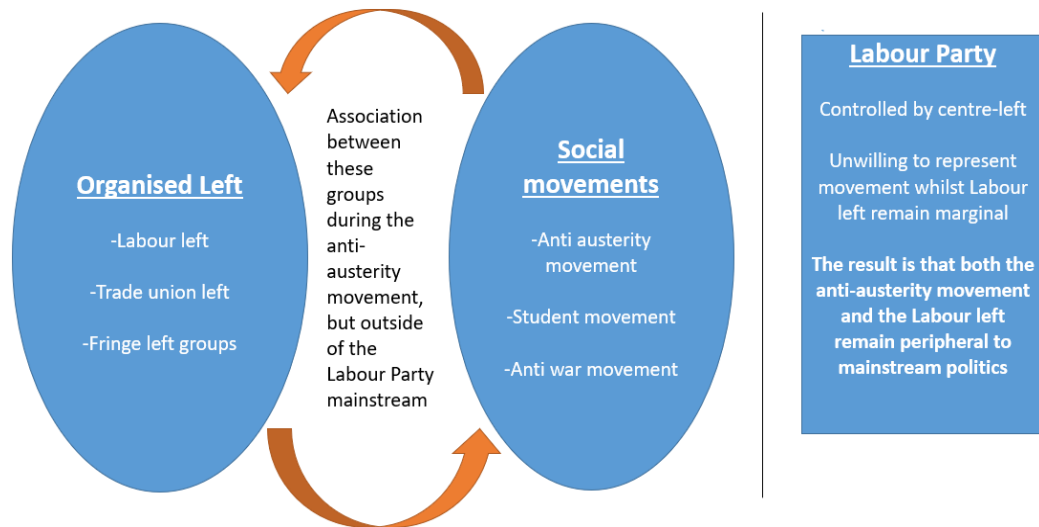 Organised Left
-Labour left
-Trade union left
-Fringe left groups
Association
between
these
groups
during the
anti-
austerity
movement,
but outside
of the
Labour Party
mainstream
Social
movements
-Anti austerity
movement
-Student movement
-Anti war movement
Labour Party
Controlled by centre-left
Unwilling to represent
movement whilst Labour
left remain marginal
The result is that both the
anti-austerity movement
and the Labour left
remain peripheral to
mainstream politics